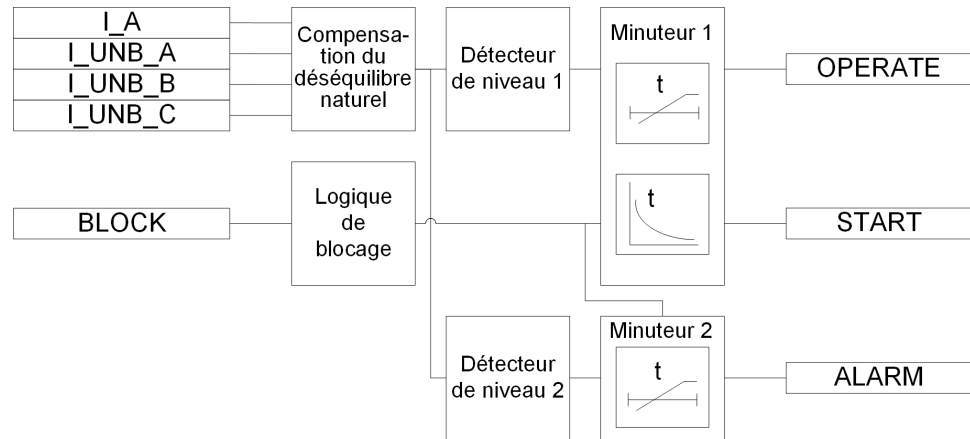 I_A
I_UNB_A
I_UNB_B
I_UNB_C
Compensa-
tion du
déséquilibre
naturel
Détecteur
de niveau 1
Minuteur 1
t
t
OPERATE
BLOCK
Logique
de
blocage
START
Détecteur
de niveau 2
Minuteur 2
t
ALARM